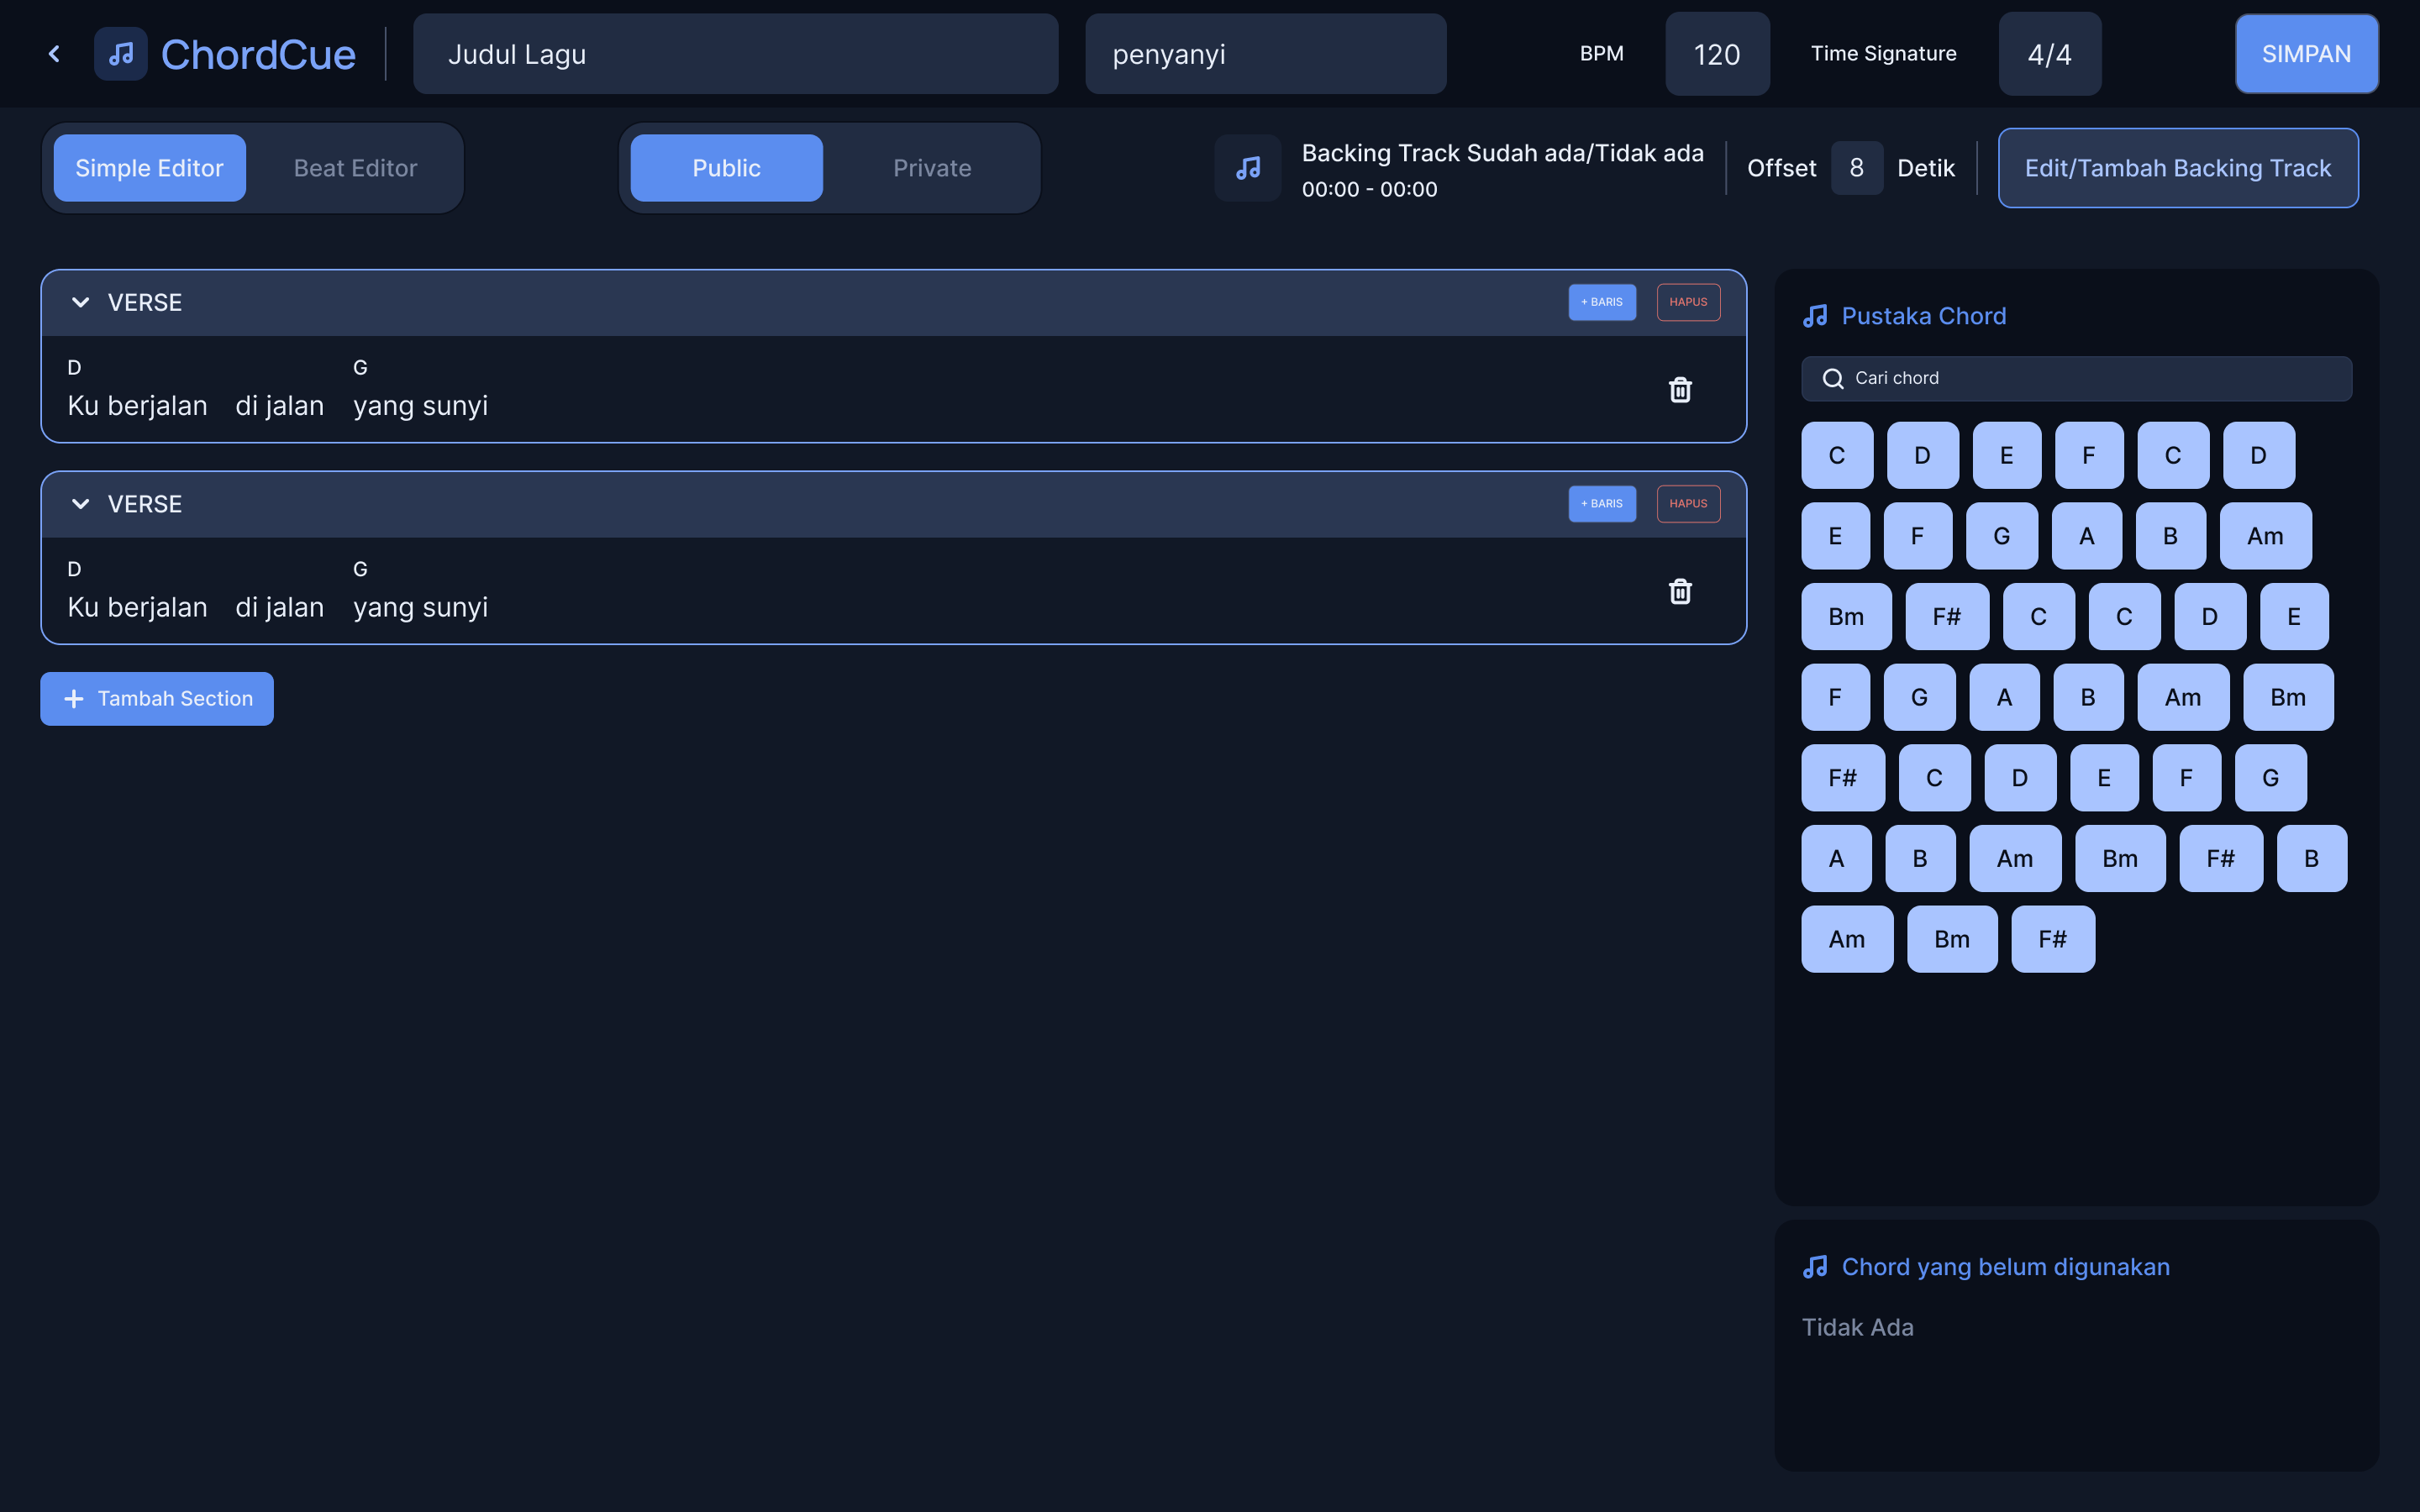 ChordCue Judul Lagu penyanyi BPM 120 Time Signature 4/4 SIMPAN
Simple Editor Beat Editor Public Private Backing Track Sudah ada/Tidak ada Offset 8 Detik Edit/Tambah Backing Track
00:00 - 00:00
VERSE + BARIS HAPUS
D G
Ku berjalan di jalan yang sunyi
VERSE + BARIS HAPUS
D G
Ku berjalan di jalan yang sunyi
Tambah Section
Pustaka Chord
Cari chord
C D E F C D
E F G A B Am
Bm F# C C D E
F G A B Am Bm
F# C D E F G
A B Am Bm F# B
Am Bm F#
Chord yang belum digunakan
Tidak Ada